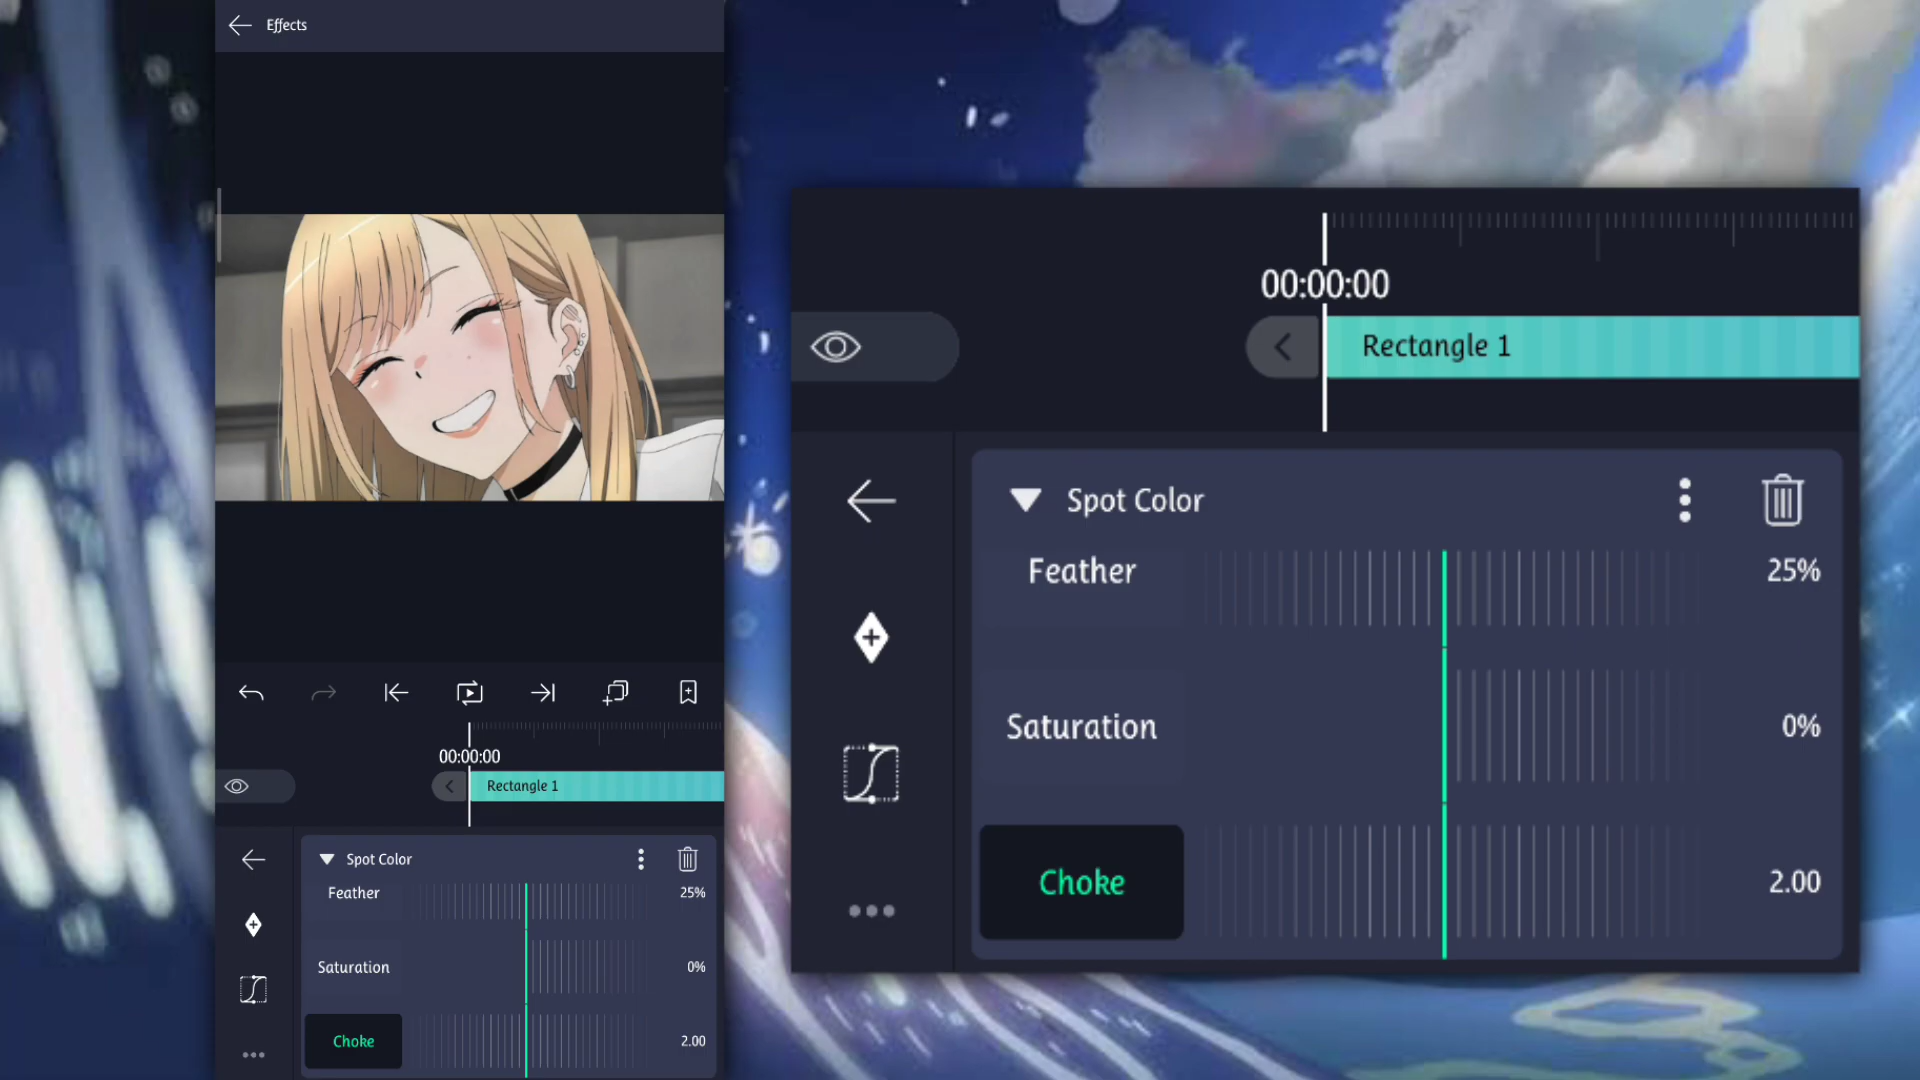 Effects
00:00:00
Rectangle 1
Spot Color
Feather 25%
Saturation 0%
Choke 2.00
00:00:00
Rectangle 1
Spot Color
Feather 25%
Saturation 0%
Choke 2.00